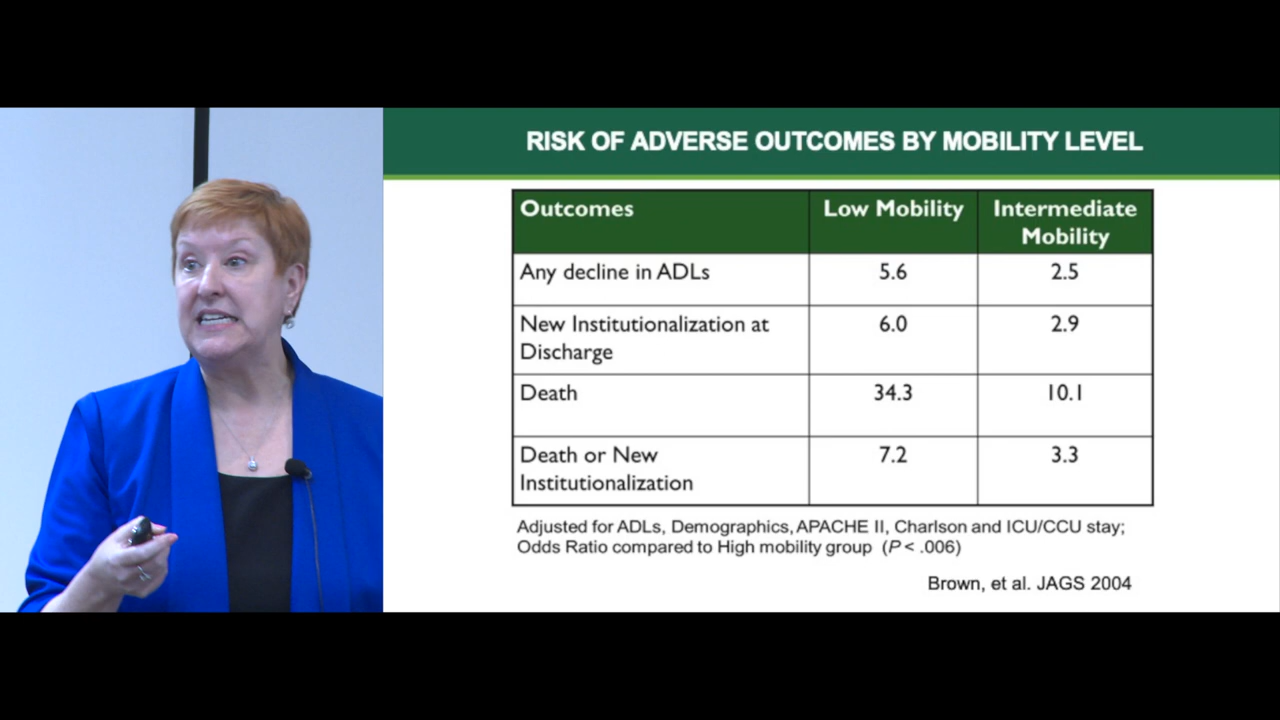 RISK OF ADVERSE OUTCOMES BY MOBILITY LEVEL
Outcomes
Low Mobility
Intermediate
Mobility
Any decline in ADLs
5.6
2.5
New Institutionalization at
Discharge
6.0
2.9
Death
34.3
10.1
Death or New
Institutionalization
7.2
3.3
Adjusted for ADLs, Demographics, APACHE II, Charlson and ICU/CCU stay;
Odds Ratio compared to High mobility group (P < .006)
Brown, et al. JAGS 2004